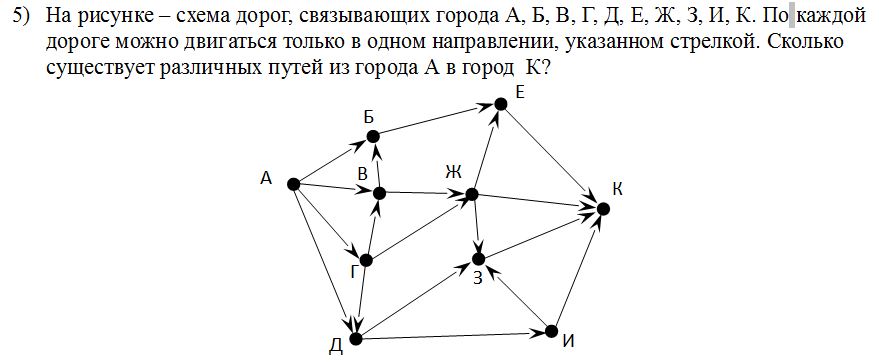 5) На рисунке – схема дорог, связывающих города А, Б, В, Г, Д, Е, Ж, З, И, К. По каждой
дороге можно двигаться только в одном направлении, указанном стрелкой. Сколько
существует различных путей из города А в город К?
Е
Б
А
В
Ж
К
Г
З
Д
И